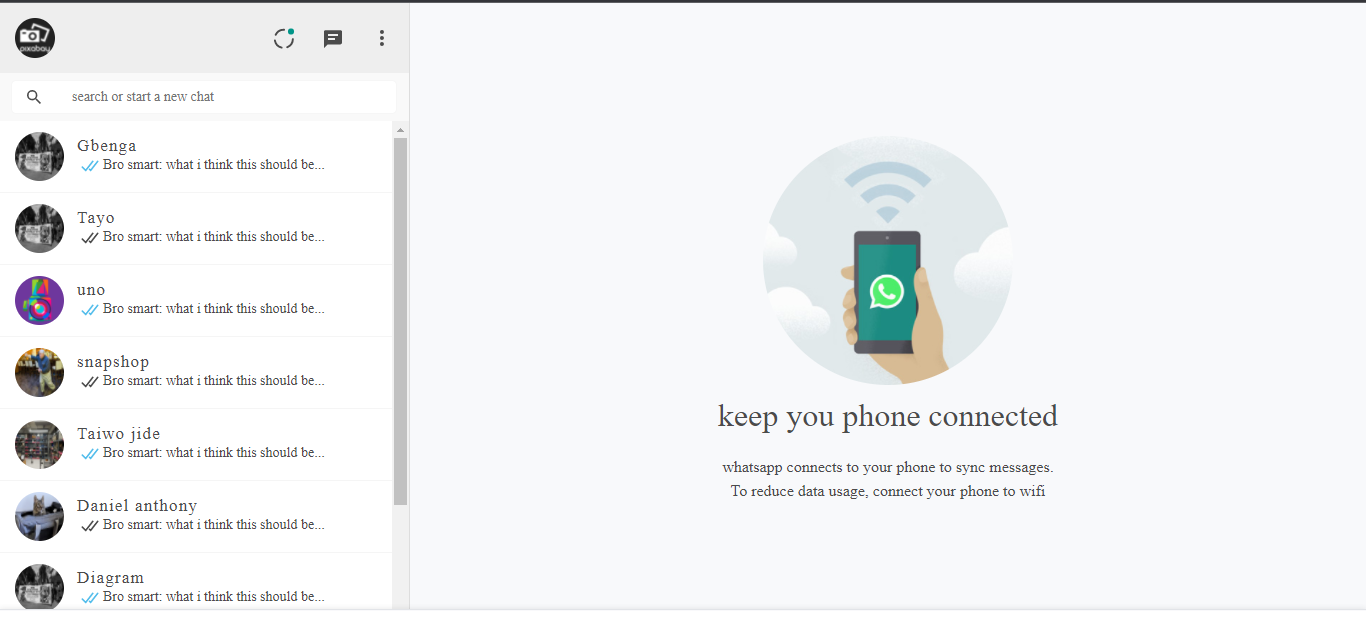 pixabay
search or start a new chat
Gbenga
Bro smart: what i think this should be...
Tayo
Bro smart: what i think this should be...
uno
Bro smart: what i think this should be...
snapshop
Bro smart: what i think this should be...
Taiwo jide
Bro smart: what i think this should be...
Daniel anthony
Bro smart: what i think this should be...
Diagram
Bro smart: what i think this should be...
keep you phone connected
whatsapp connects to your phone to sync messages.
To reduce data usage, connect your phone to wifi